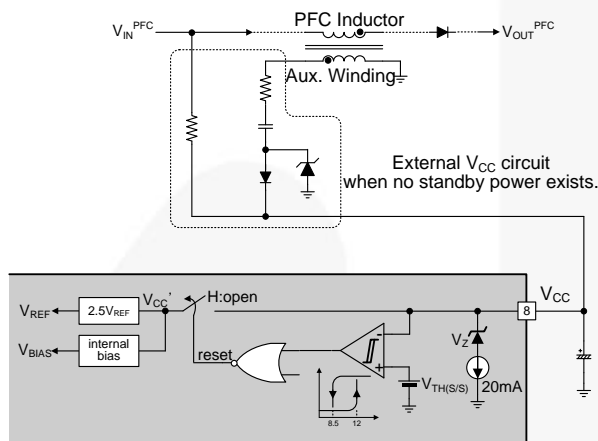 PFC Inductor
V_IN^PFC
V_OUT^PFC
Aux. Winding
External V_CC circuit
when no standby power exists.
V_REF
2.5V_REF
V_CC'
H:open
8
V_CC
V_BIAS
internal
bias
reset
-
+
V_Z
V_TH(S/S)
20mA
8.5
12
+